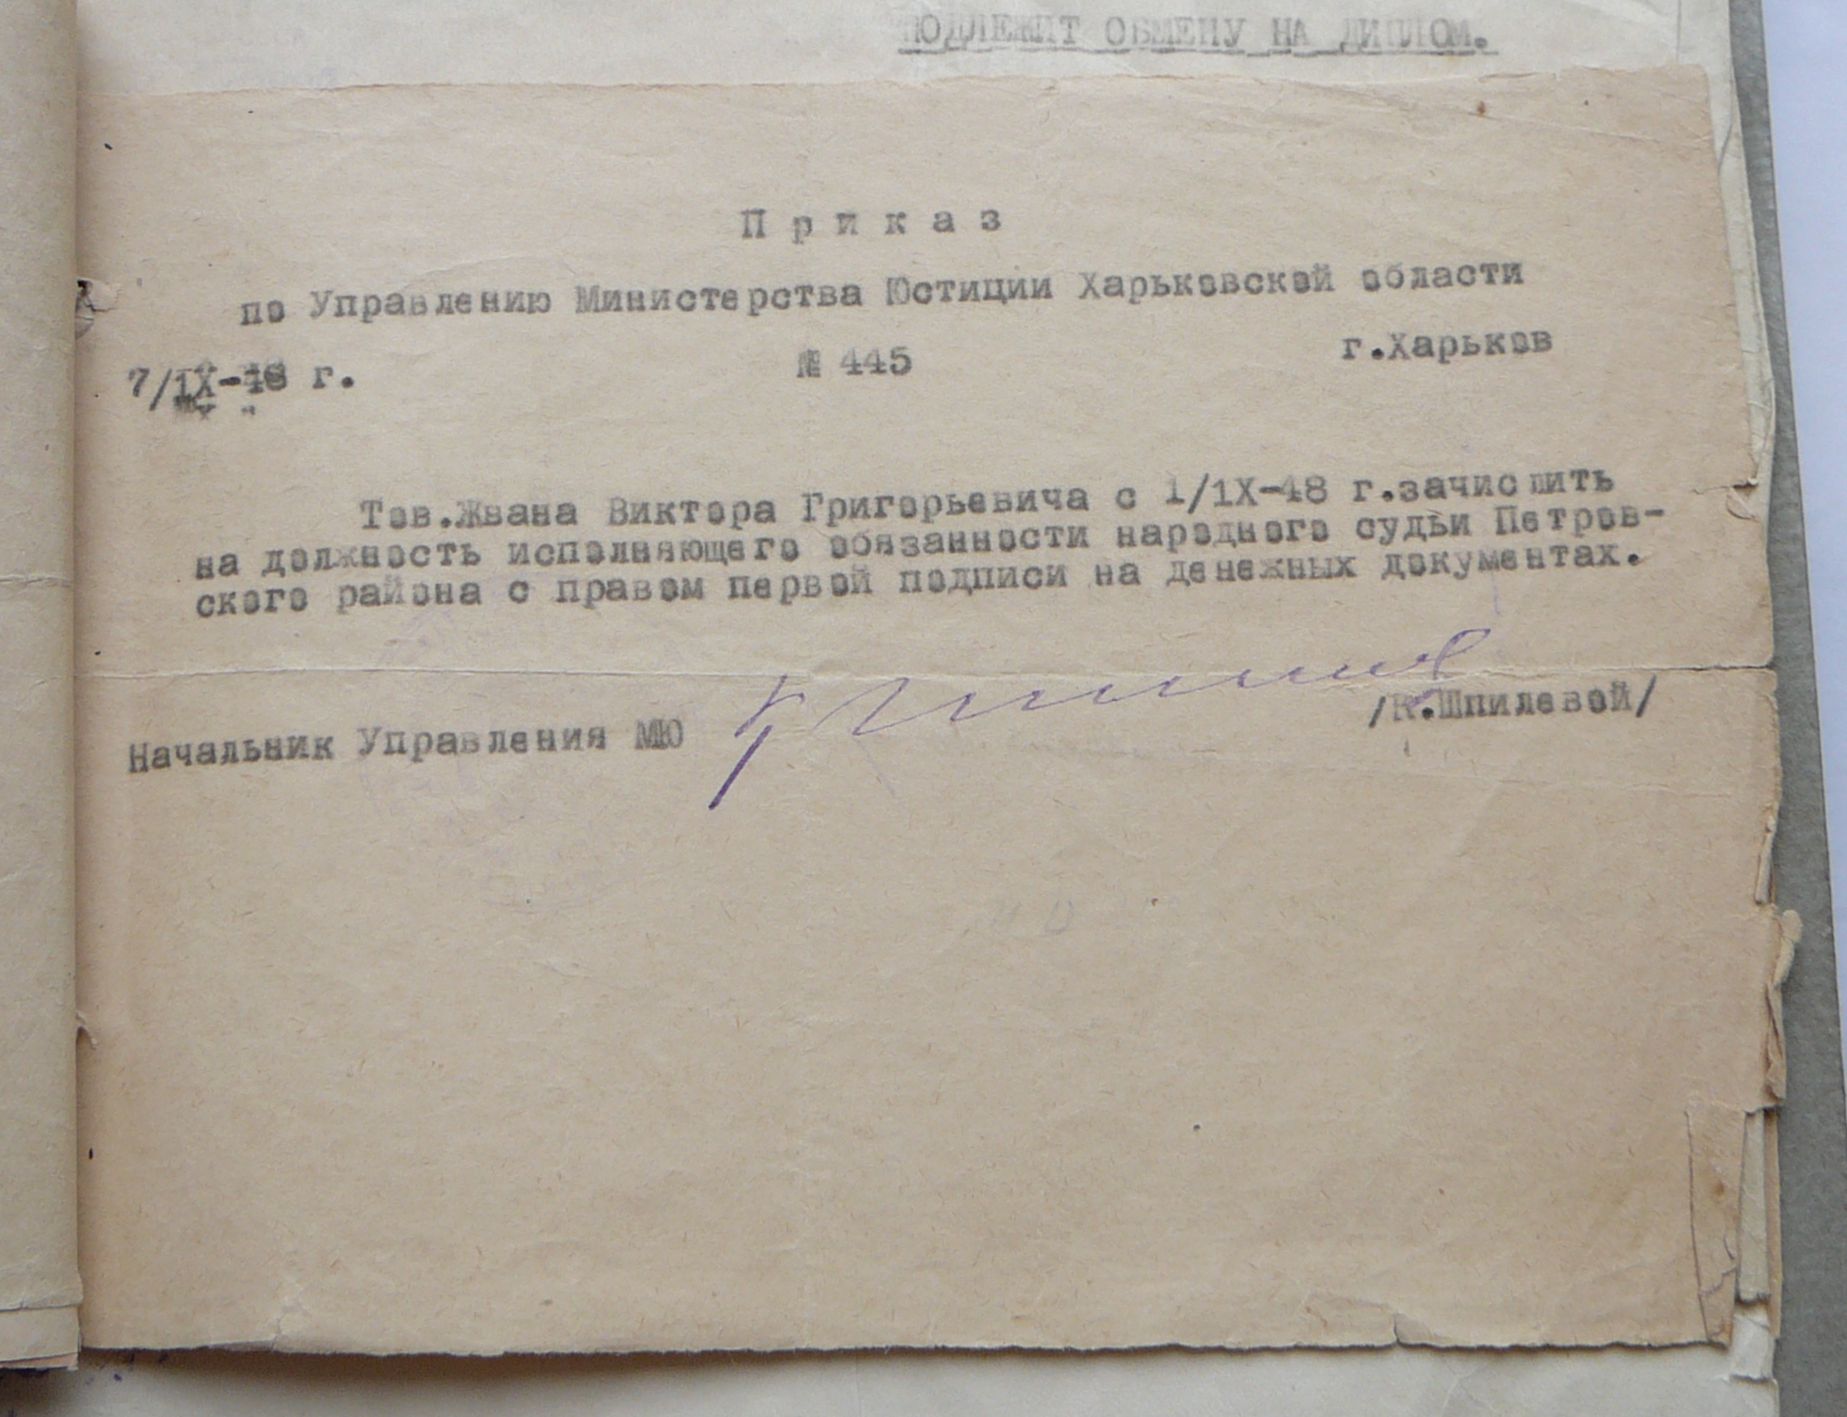 ПОДЛЕЖИТ ОБМЕНУ НА ДИПЛОМ.
Приказ
по Управлению Министерства Юстиции Харьковской области
7/IX-48 г. № 445 г.Харьков
Тов.Жвана Виктора Григорьевича с 1/IX-48 г.зачислить
на должность исполняющего обязанности народного судьи Петров-
ского района с правом первой подписи на денежных документах.
Начальник Управления МЮ /К.Шпилевой/